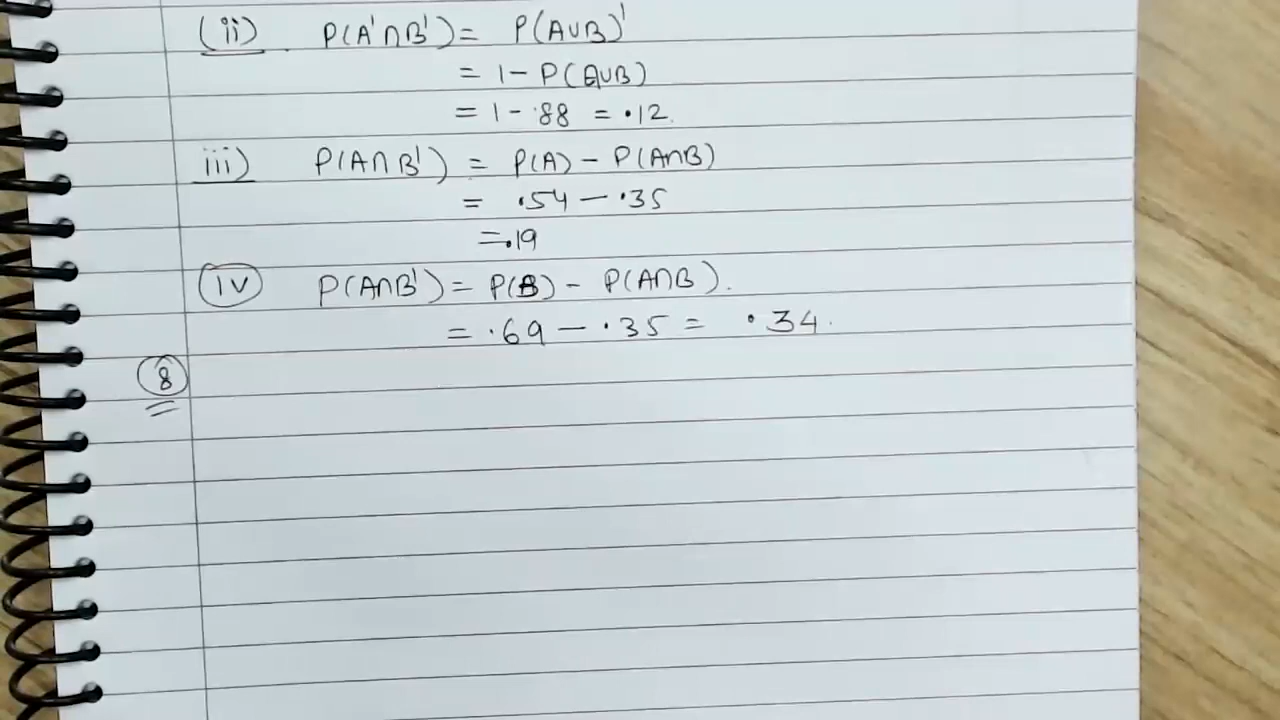 (ii) P(A'∩B') = P(A∪B)'
= 1 - P(A∪B)
= 1 - .88 = .12.
iii) P(A∩B') = P(A) - P(A∩B)
= .54 - .35
= .19
(iv) P(A∩B') = P(B) - P(A∩B).
= .69 - .35 = .34.
(8)